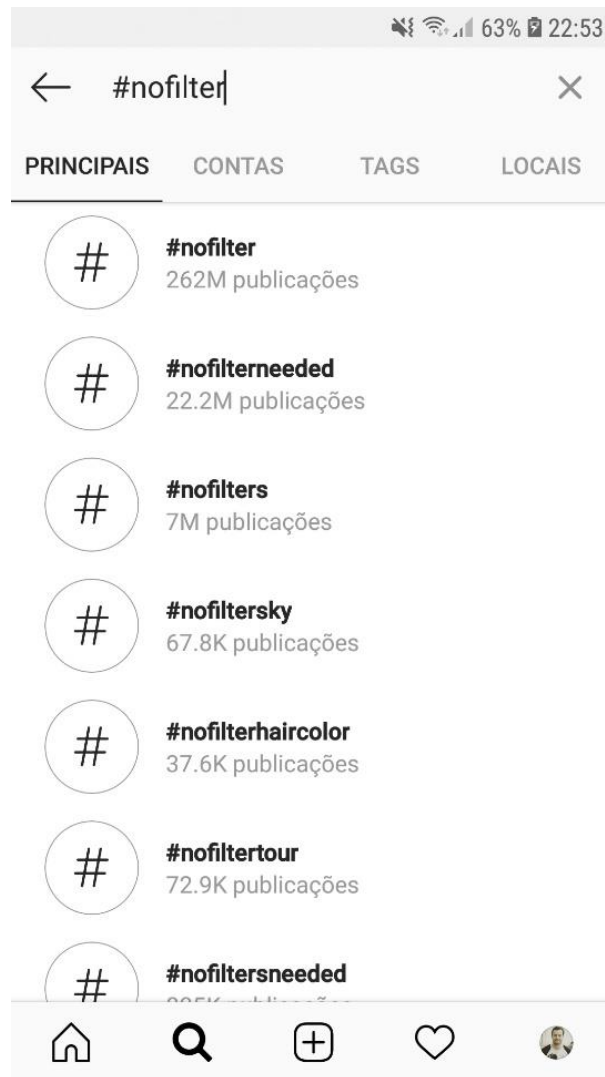 63% 22:53
#nofilter
PRINCIPAIS CONTAS TAGS LOCAIS
#nofilter
262M publicações
#nofilterneeded
22.2M publicações
#nofilters
7M publicações
#nofiltersky
67.8K publicações
#nofilterhaircolor
37.6K publicações
#nofiltertour
72.9K publicações
#nofiltersneeded